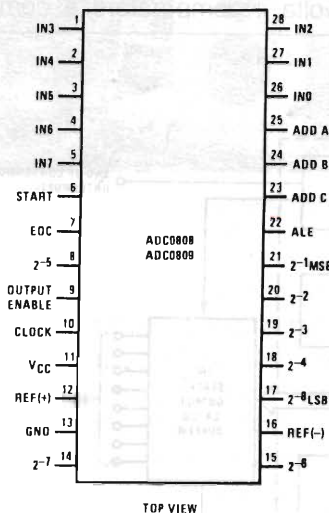 IN3 1
28 IN2
IN4 2
27 IN1
IN5 3
26 IN0
IN6 4
25 ADD A
IN7 5
24 ADD B
START 6
23 ADD C
EOC 7
22 ALE
ADC0808
ADC0809
2⁻⁵ 8
21 2⁻¹MSB
OUTPUT
ENABLE 9
20 2⁻²
CLOCK 10
19 2⁻³
VCC 11
18 2⁻⁴
REF(+) 12
17 2⁻⁸LSB
GND 13
16 REF(−)
2⁻⁷ 14
15 2⁻⁶
TOP VIEW